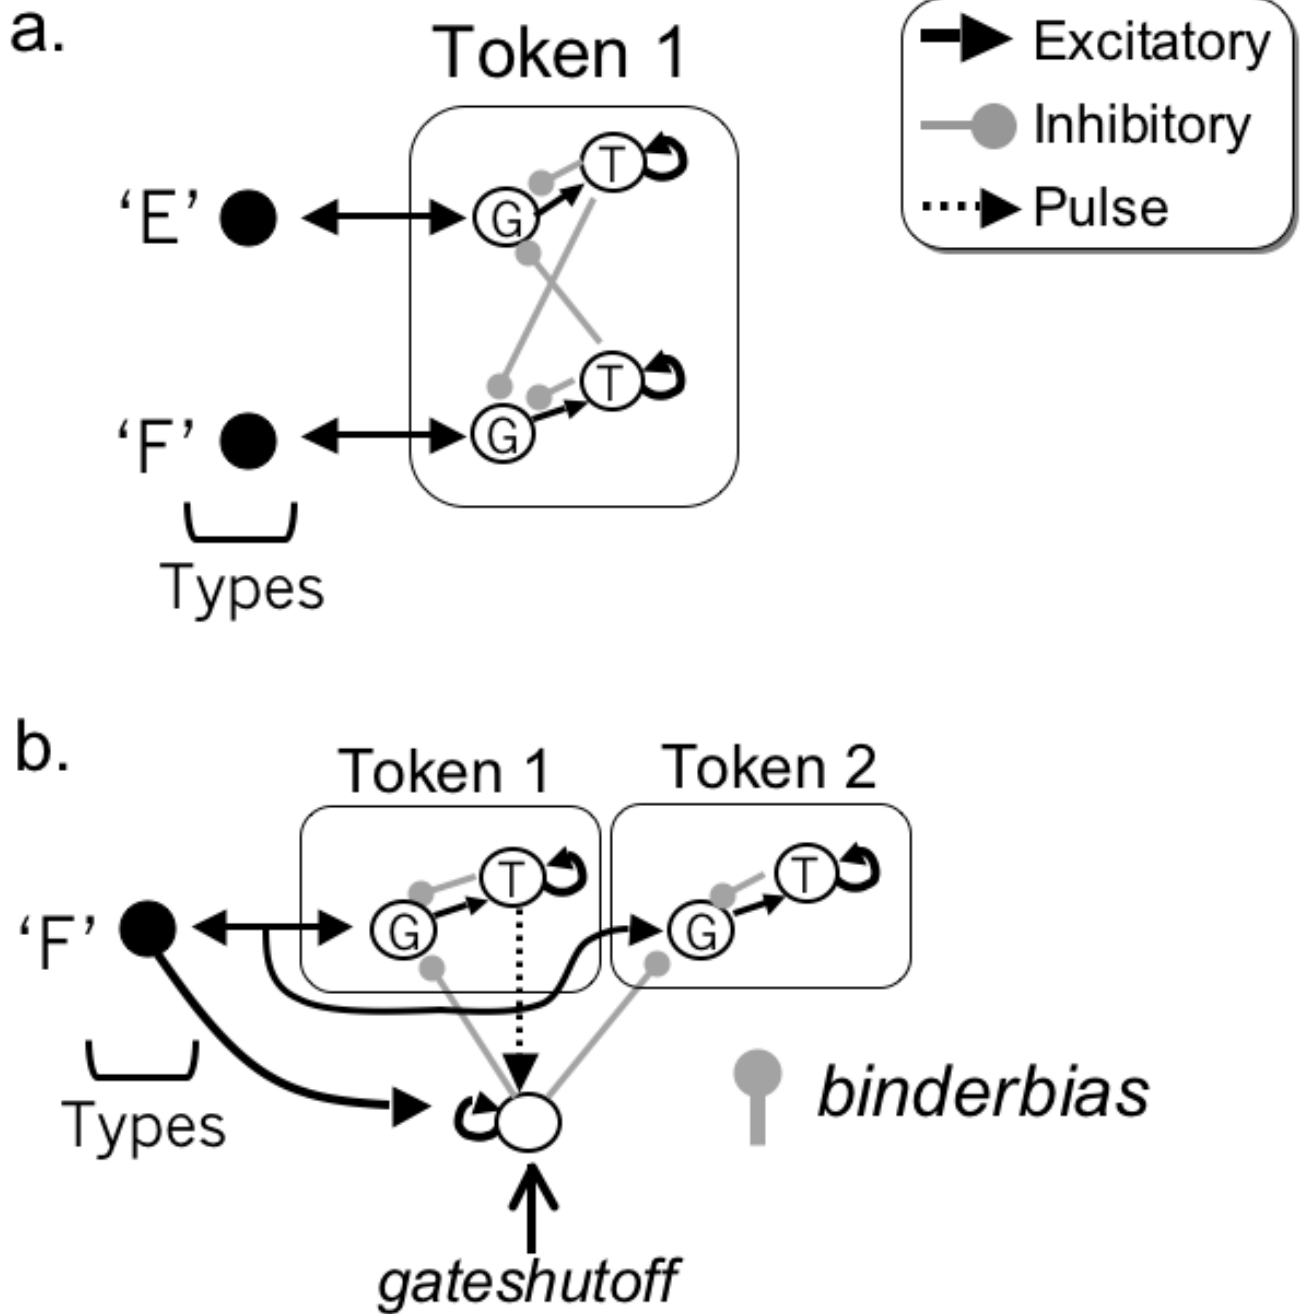 a.
Token 1
Excitatory
Inhibitory
Pulse
‘E’
G
T
‘F’
G
T
Types
b.
Token 1
Token 2
‘F’
G
T
G
T
Types
binderbias
gateshutoff